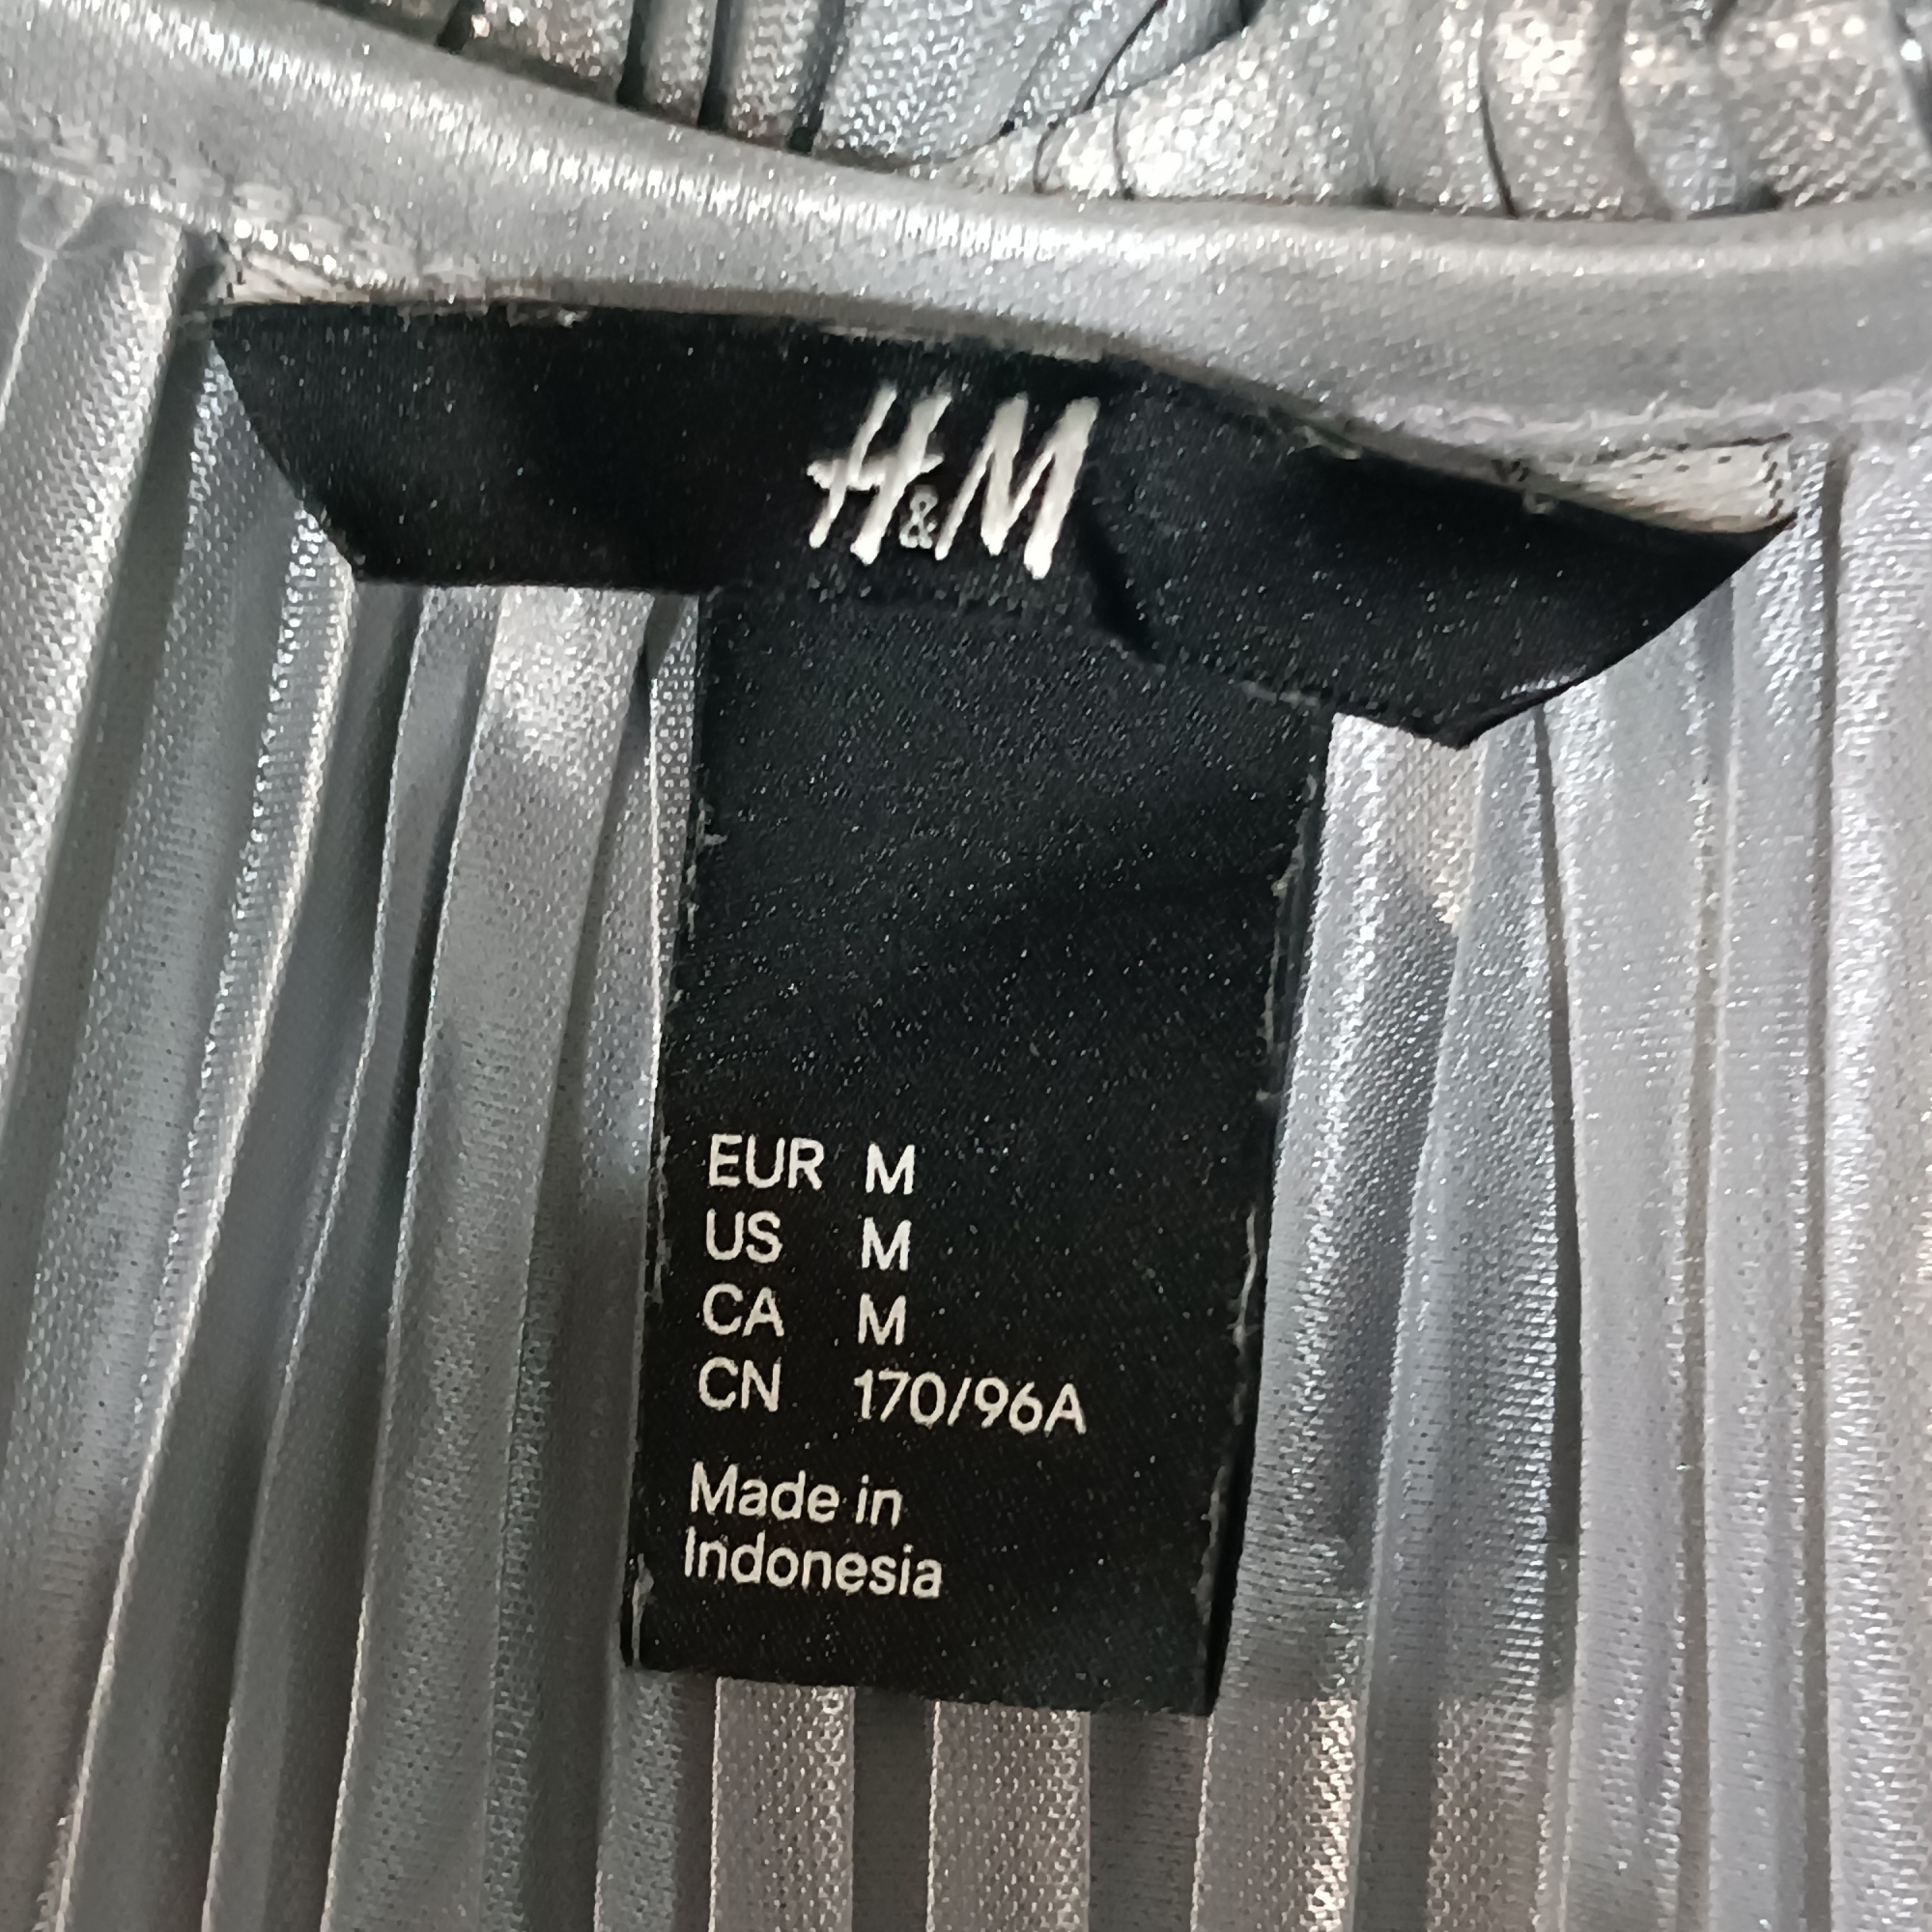 H&M
EUR M
US M
CA M
CN 170/96A
Made in
Indonesia